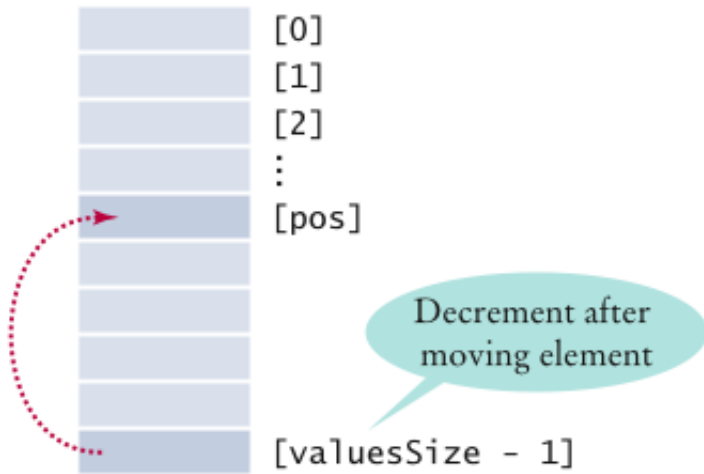 [0]
[1]
[2]
⋮
[pos]
Decrement after
moving element
[valuesSize - 1]